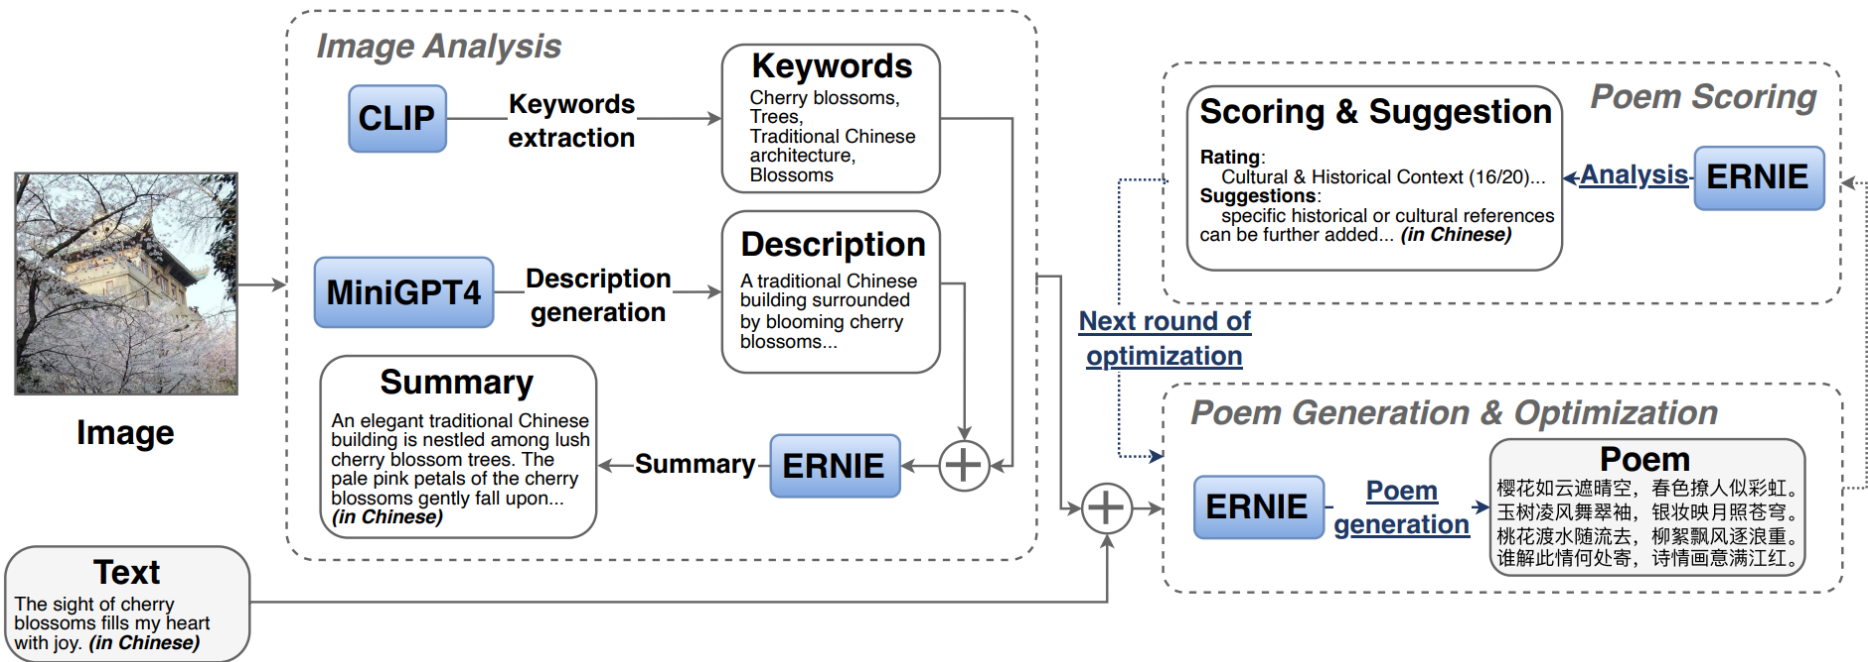 Image Analysis
CLIP
Keywords
extraction
Keywords
Cherry blossoms,
Trees,
Traditional Chinese
architecture,
Blossoms
MiniGPT4
Description
generation
Description
A traditional Chinese
building surrounded
by blooming cherry
blossoms...
Summary
An elegant traditional Chinese
building is nestled among lush
cherry blossom trees. The
pale pink petals of the cherry
blossoms gently fall upon...
(in Chinese)
Summary
ERNIE
Image
Text
The sight of cherry
blossoms fills my heart
with joy. (in Chinese)
Poem Scoring
Scoring & Suggestion
Rating:
Cultural & Historical Context (16/20)...
Suggestions:
specific historical or cultural references
can be further added... (in Chinese)
Analysis
ERNIE
Next round of
optimization
Poem Generation & Optimization
ERNIE
Poem
generation
Poem
樱花如云遮晴空，春色撩人似彩虹。
玉树凌风舞翠袖，银妆映月照苍穹。
桃花渡水随流去，柳絮飘风逐浪重。
谁解此情何处寄，诗情画意满江红。